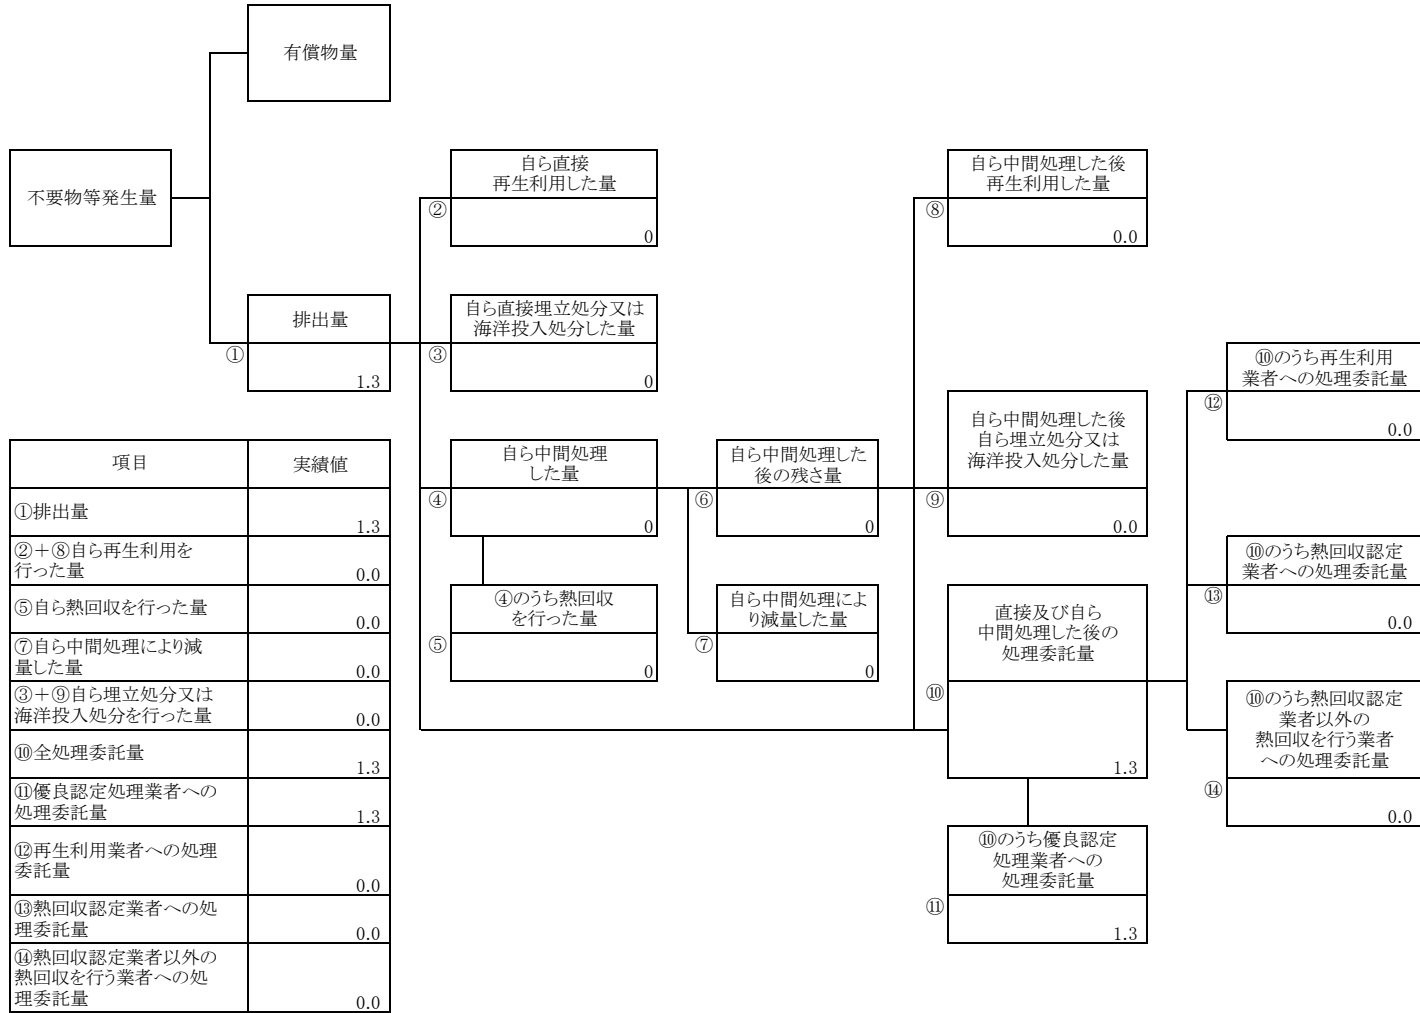 有償物量
不要物等発生量
自ら直接
再生利用した量
②
0
自ら中間処理した後
再生利用した量
⑧
0.0
排出量
①
1.3
自ら直接埋立処分又は
海洋投入処分した量
③
0
⑩のうち再生利用
業者への処理委託量
⑫
0.0
自ら中間処理
した量
④
0
自ら中間処理した
後の残さ量
⑥
0
自ら中間処理した後
自ら埋立処分又は
海洋投入処分した量
⑨
0.0
⑩のうち熱回収認定
業者への処理委託量
⑬
0.0
④のうち熱回収
を行った量
⑤
0
自ら中間処理によ
り減量した量
⑦
0
直接及び自ら
中間処理した後の
処理委託量
⑩
1.3
⑩のうち熱回収認定
業者以外の
熱回収を行う業者
への処理委託量
⑭
0.0
⑩のうち優良認定
処理業者への
処理委託量
⑪
1.3
項目
実績値
①排出量
1.3
②＋⑧自ら再生利用を
行った量
0.0
⑤自ら熱回収を行った量
0.0
⑦自ら中間処理により減
量した量
0.0
③＋⑨自ら埋立処分又は
海洋投入処分を行った量
0.0
⑩全処理委託量
1.3
⑪優良認定処理業者への
処理委託量
1.3
⑫再生利用業者への処理
委託量
0.0
⑬熱回収認定業者への処
理委託量
0.0
⑭熱回収認定業者以外の
熱回収を行う業者への処
理委託量
0.0